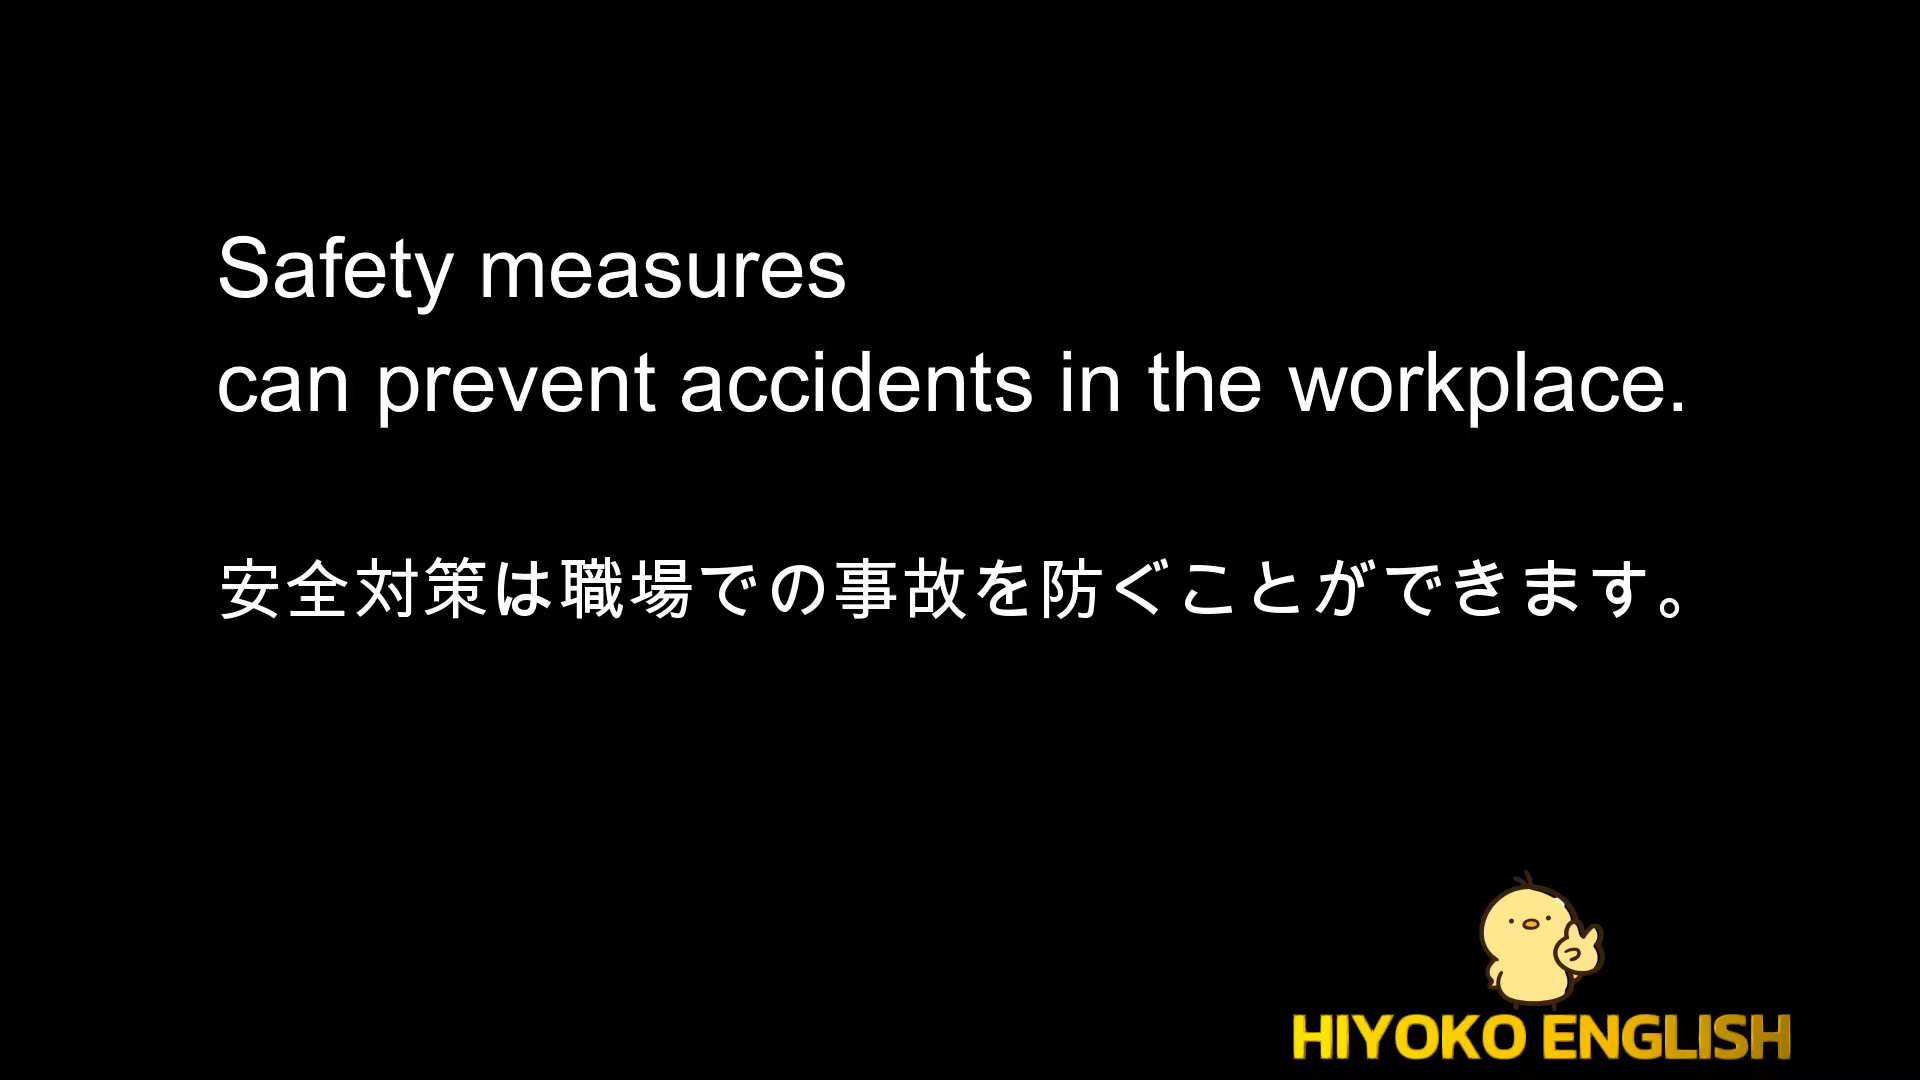 Safety measures
can prevent accidents in the workplace.
安全対策は職場での事故を防ぐことができます。
HIYOKO ENGLISH